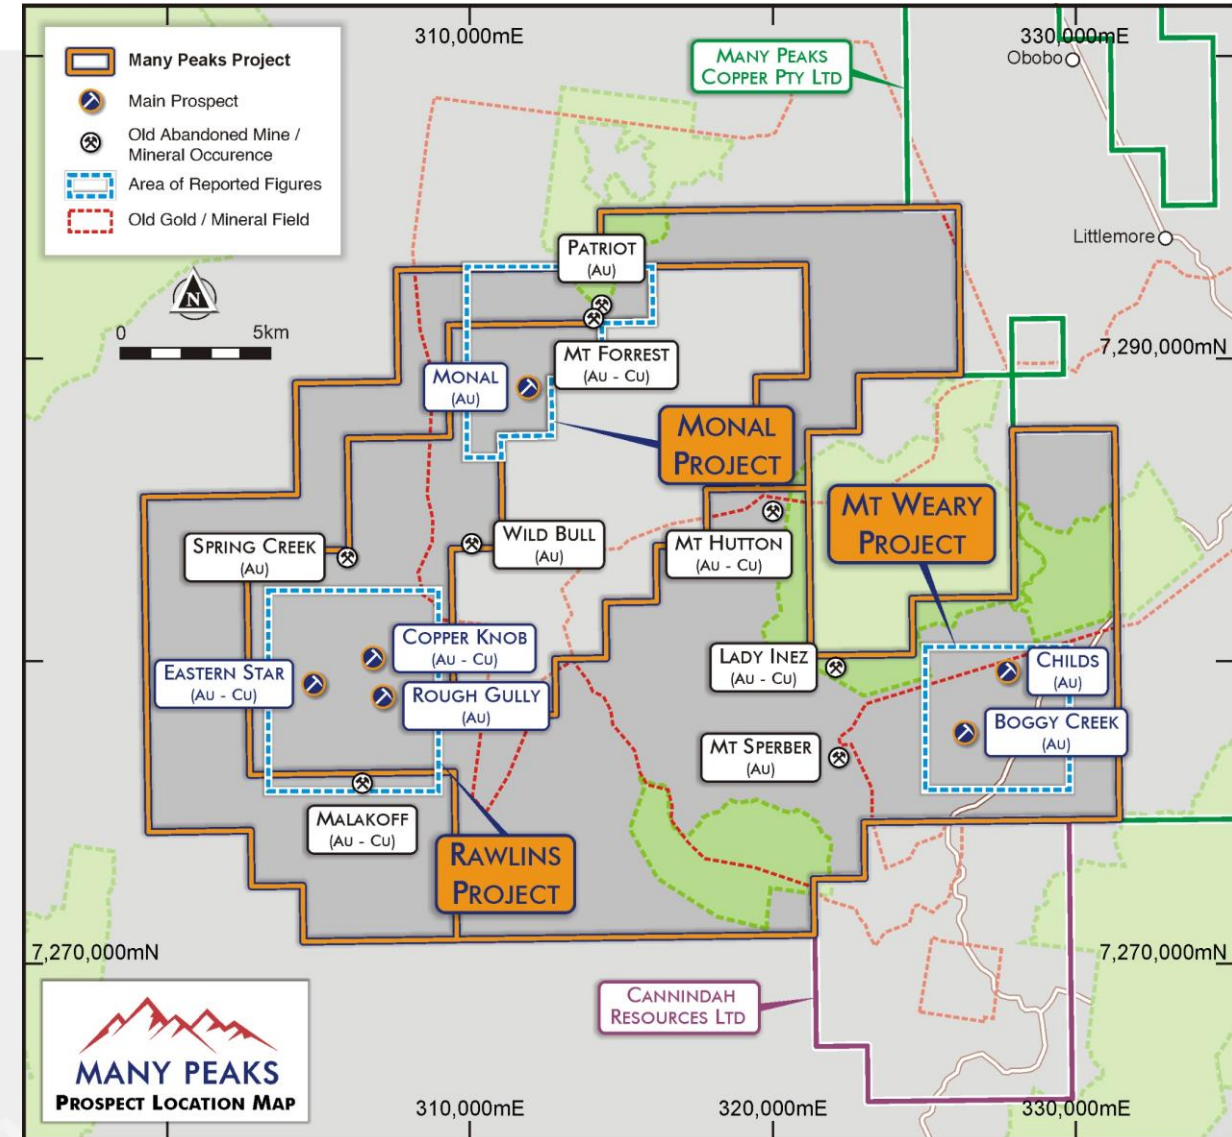 310,000mE
330,000mE
Many Peaks Project
Main Prospect
Old Abandoned Mine /
Mineral Occurence
Area of Reported Figures
Old Gold / Mineral Field
MANY PEAKS
COPPER PTY LTD
Obobo
Littlemore
N
0 5km
PATRIOT
(Au)
MT FORREST
(Au - Cu)
7,290,000mN
MONAL
(Au)
MONAL
PROJECT
MT WEARY
PROJECT
SPRING CREEK
(Au)
WILD BULL
(Au)
MT HUTTON
(Au - Cu)
COPPER KNOB
(Au - Cu)
EASTERN STAR
(Au - Cu)
ROUGH GULLY
(Au)
LADY INEZ
(Au - Cu)
CHILDS
(Au)
BOGGY CREEK
(Au)
MT SPERBER
(Au)
MALAKOFF
(Au - Cu)
RAWLINS
PROJECT
7,270,000mN
7,270,000mN
CANNINDAH
RESOURCES LTD
MANY PEAKS
PROSPECT LOCATION MAP
310,000mE
320,000mE
330,000mE